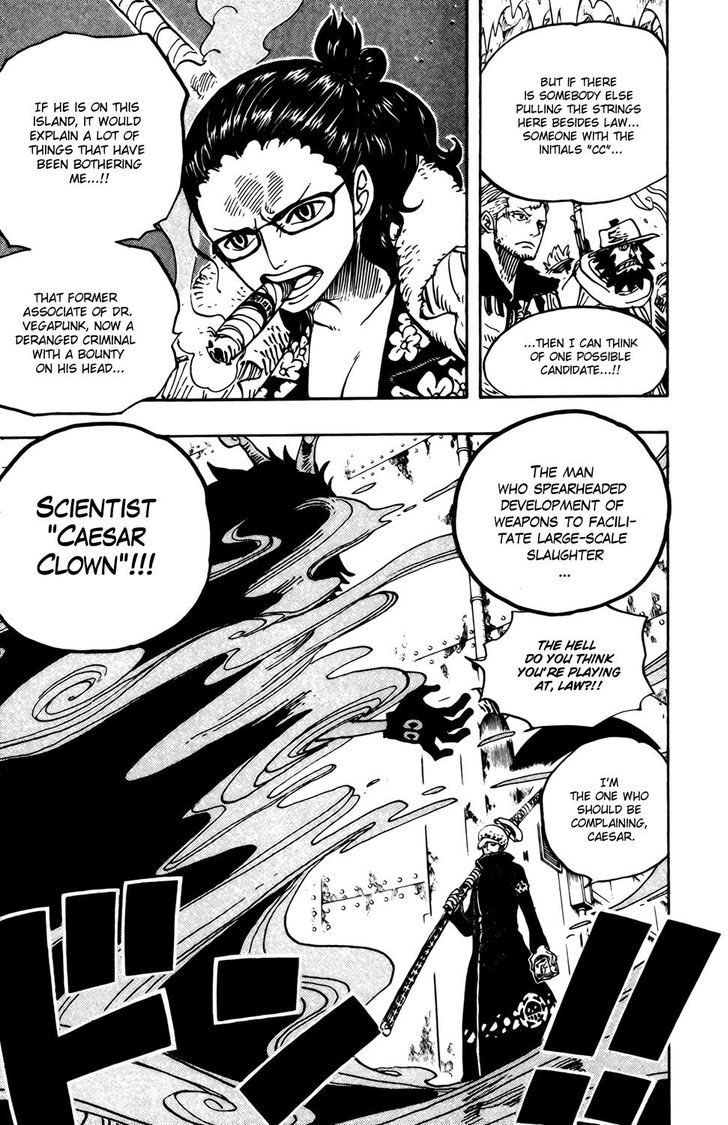 BUT IF THERE
IS SOMEBODY ELSE
PULLING THE STRINGS
HERE BESIDES LAW...
SOMEONE WITH THE
INITIALS "CC"...
...THEN I CAN THINK
OF ONE POSSIBLE
CANDIDATE...!!
IF HE IS ON THIS
ISLAND, IT WOULD
EXPLAIN A LOT OF
THINGS THAT HAVE
BEEN BOTHERING
ME...!!
THAT FORMER
ASSOCIATE OF DR.
VEGAPUNK, NOW A
DERANGED CRIMINAL
WITH A BOUNTY
ON HIS HEAD...
THE MAN
WHO SPEARHEADED
DEVELOPMENT OF
WEAPONS TO FACILI-
TATE LARGE-SCALE
SLAUGHTER
...
SCIENTIST
"CAESAR
CLOWN"!!!
THE HELL
DO YOU THINK
YOU'RE PLAYING
AT, LAW?!!
CC
I'M
THE ONE WHO
SHOULD BE
COMPLAINING,
CAESAR.
ドン!!